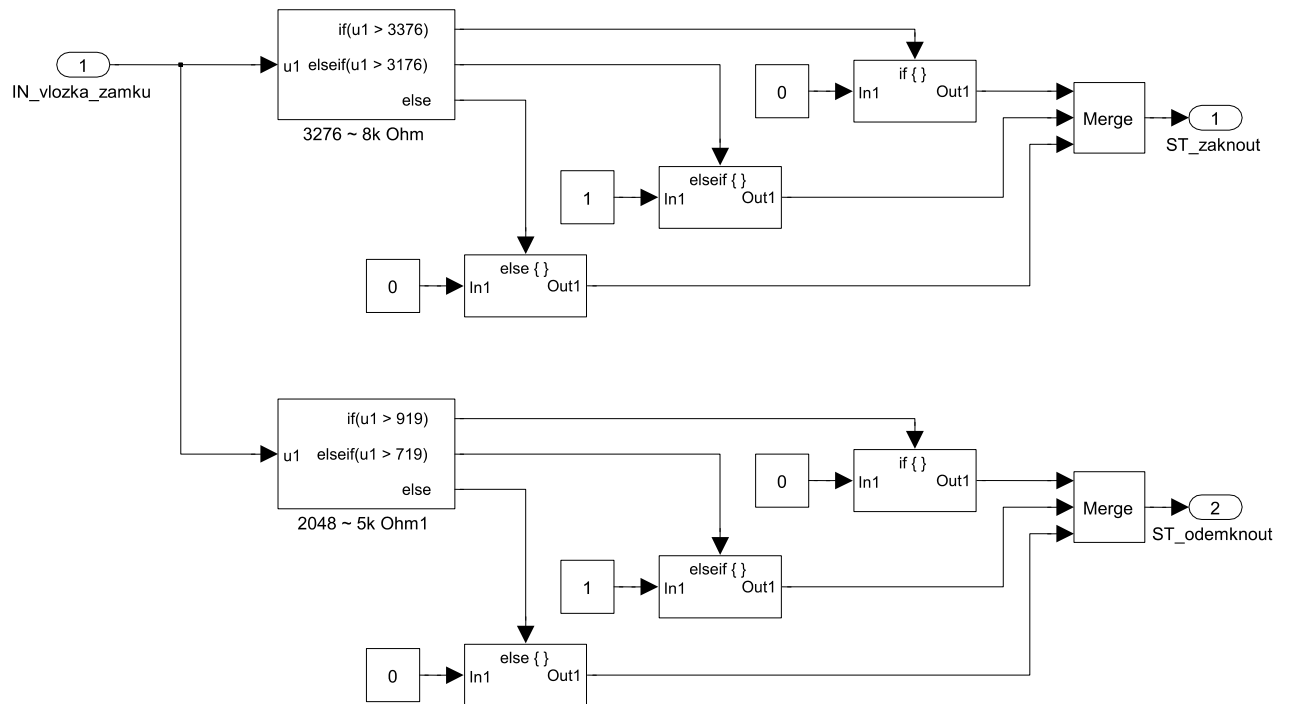 if(u1 > 3376)
1
u1 elseif(u1 > 3176)
IN_vlozka_zamku
else
3276 ~ 8k Ohm
if { }
0
In1 Out1
Merge
1
ST_zaknout
elseif { }
1
In1 Out1
else { }
0
In1 Out1
if(u1 > 919)
u1 elseif(u1 > 719)
else
2048 ~ 5k Ohm1
if { }
0
In1 Out1
Merge
2
ST_odemknout
elseif { }
1
In1 Out1
else { }
0
In1 Out1